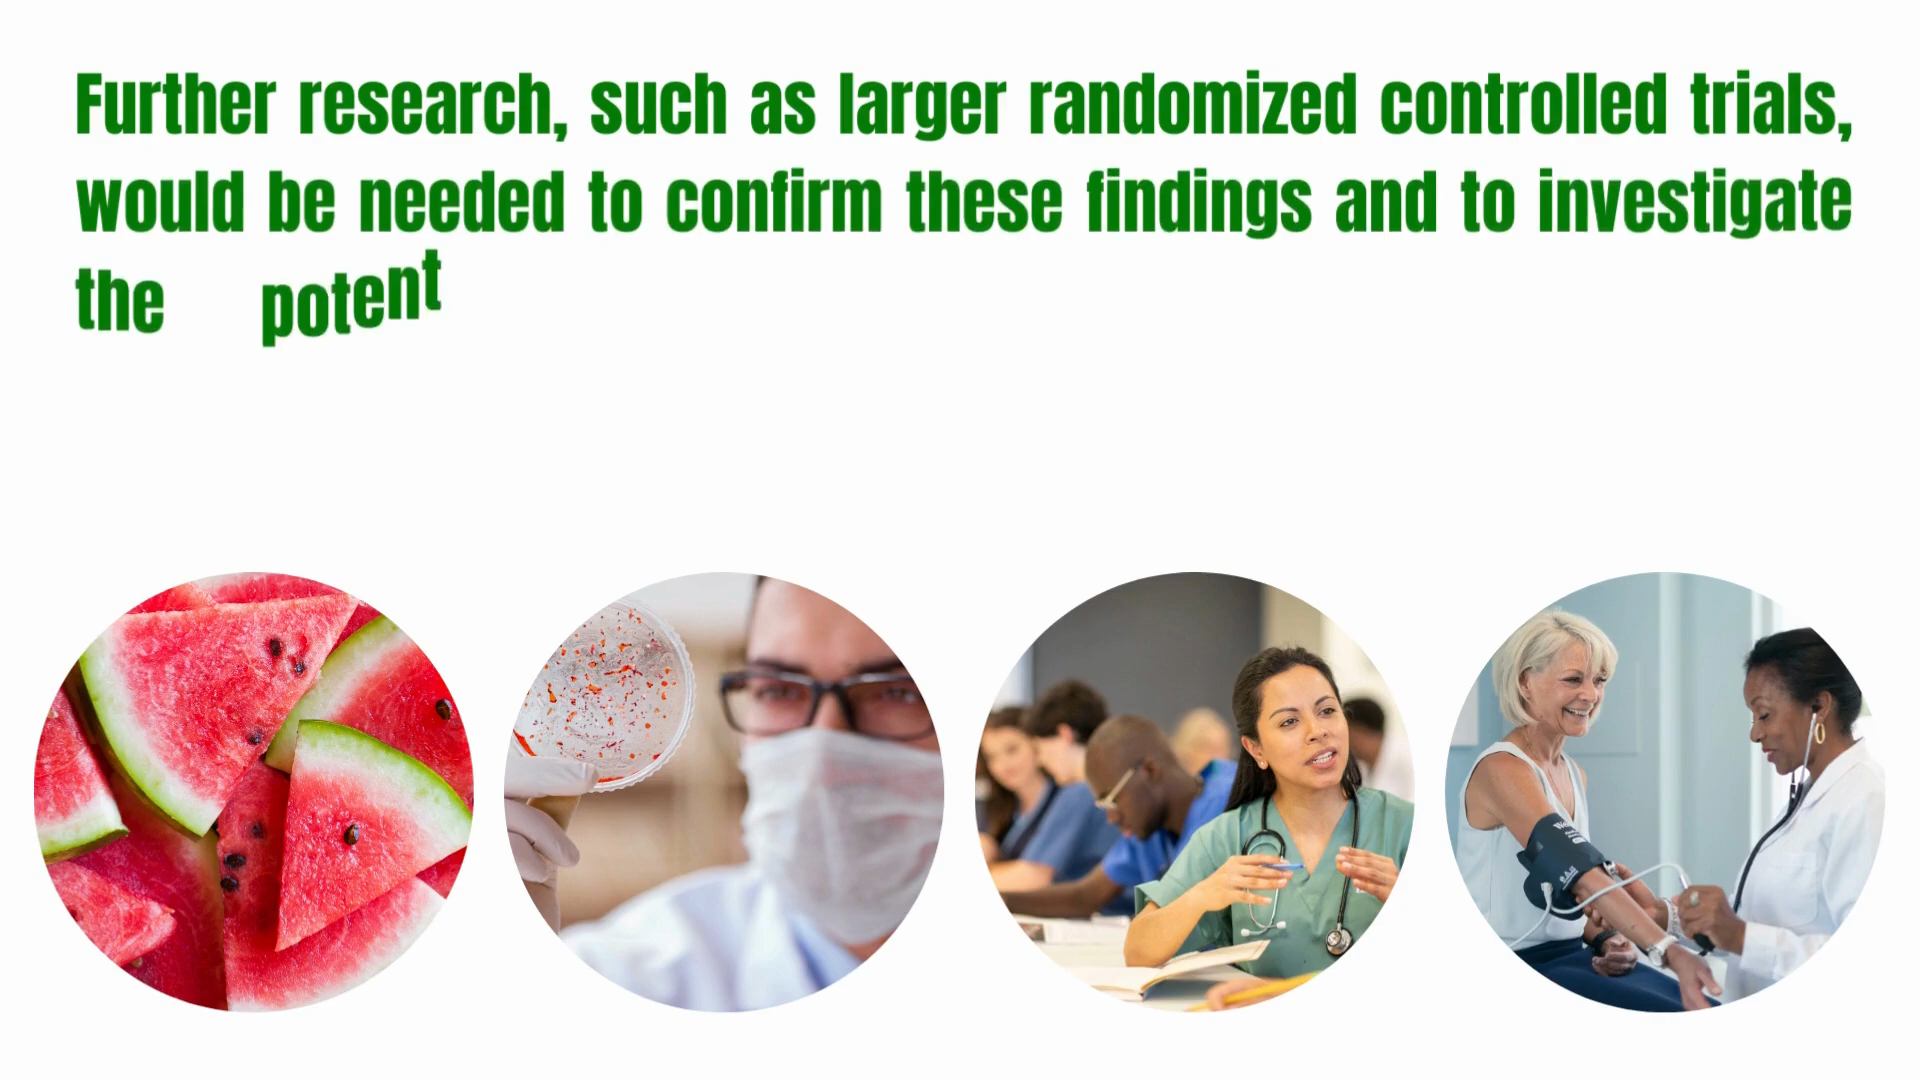 Further research, such as larger randomized controlled trials,
would be needed to confirm these findings and to investigate
the potent